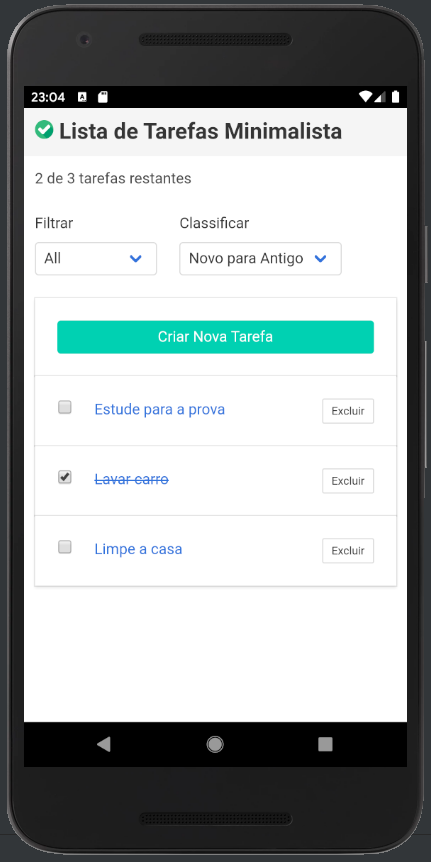 23:04
Lista de Tarefas Minimalista
2 de 3 tarefas restantes
Filtrar
Classificar
All
Novo para Antigo
Criar Nova Tarefa
Estude para a prova
Excluir
Lavar carro
Excluir
Limpe a casa
Excluir